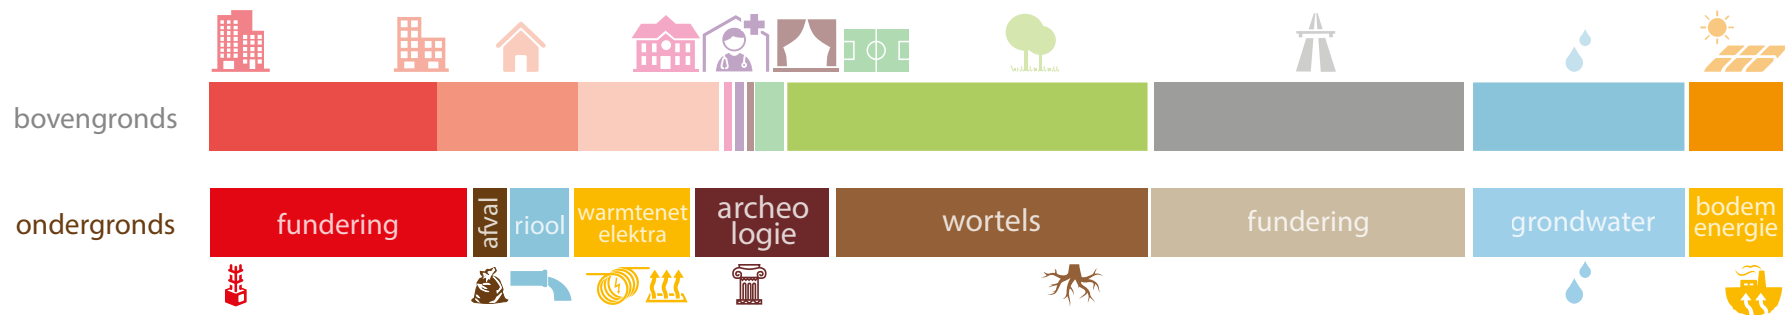 bovengronds
ondergronds
fundering
afval
riool
warmtenet
elektra
archeo
logie
wortels
fundering
grondwater
bodem
energie